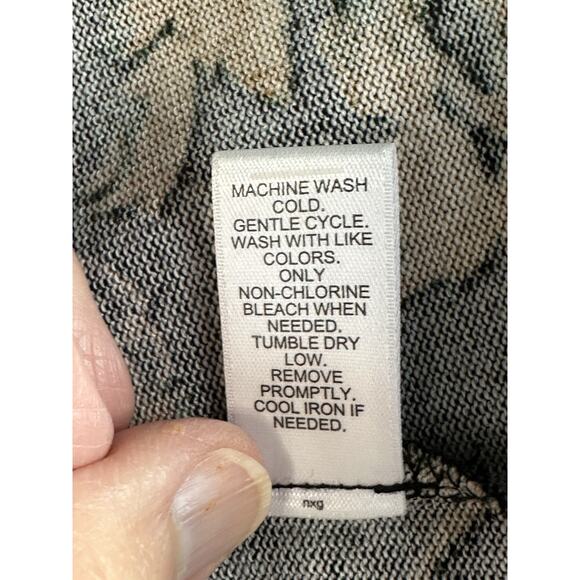 MACHINE WASH
COLD.
GENTLE CYCLE.
WASH WITH LIKE
COLORS.
ONLY
NON-CHLORINE
BLEACH WHEN
NEEDED.
TUMBLE DRY
LOW.
REMOVE
PROMPTLY.
COOL IRON IF
NEEDED.
nxg